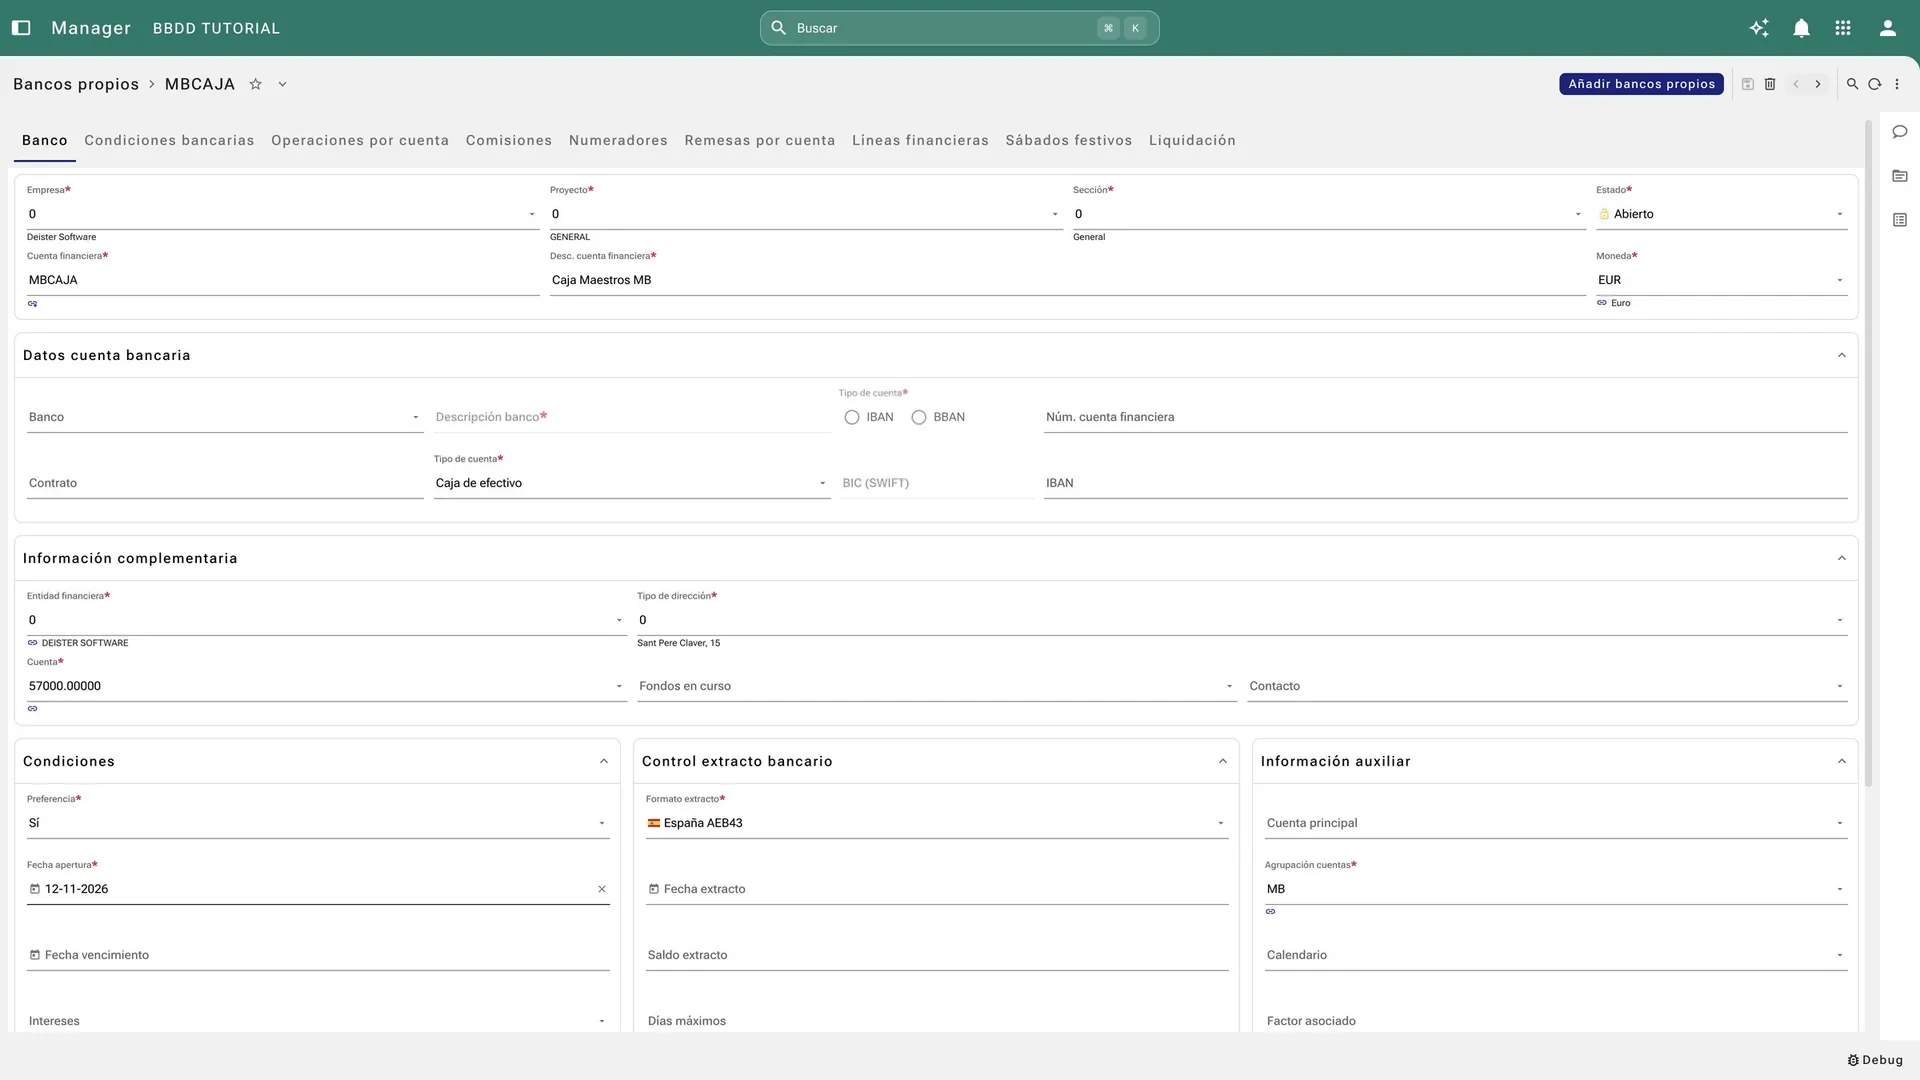 Manager BBDD TUTORIAL Buscar ⌘ K
Bancos propios › MBCAJA Añadir bancos propios
Banco Condiciones bancarias Operaciones por cuenta Comisiones Numeradores Remesas por cuenta Líneas financieras Sábados festivos Liquidación
Empresa* Proyecto* Sección* Estado*
0 0 0 Abierto
Deister Software GENERAL General
Cuenta financiera* Desc. cuenta financiera* Moneda*
MBCAJA Caja Maestros MB EUR
Euro
Datos cuenta bancaria
Tipo de cuenta*
Banco Descripción banco* IBAN BBAN Núm. cuenta financiera
Tipo de cuenta*
Contrato Caja de efectivo BIC (SWIFT) IBAN
Información complementaria
Entidad financiera* Tipo de dirección*
0 0
DEISTER SOFTWARE Sant Pere Claver, 15
Cuenta*
57000.00000 Fondos en curso Contacto
Condiciones Control extracto bancario Información auxiliar
Preferencia* Formato extracto*
Sí España AEB43 Cuenta principal
Fecha apertura* Agrupación cuentas*
12-11-2026 Fecha extracto MB
Fecha vencimiento Saldo extracto Calendario
Intereses Días máximos Factor asociado
Debug